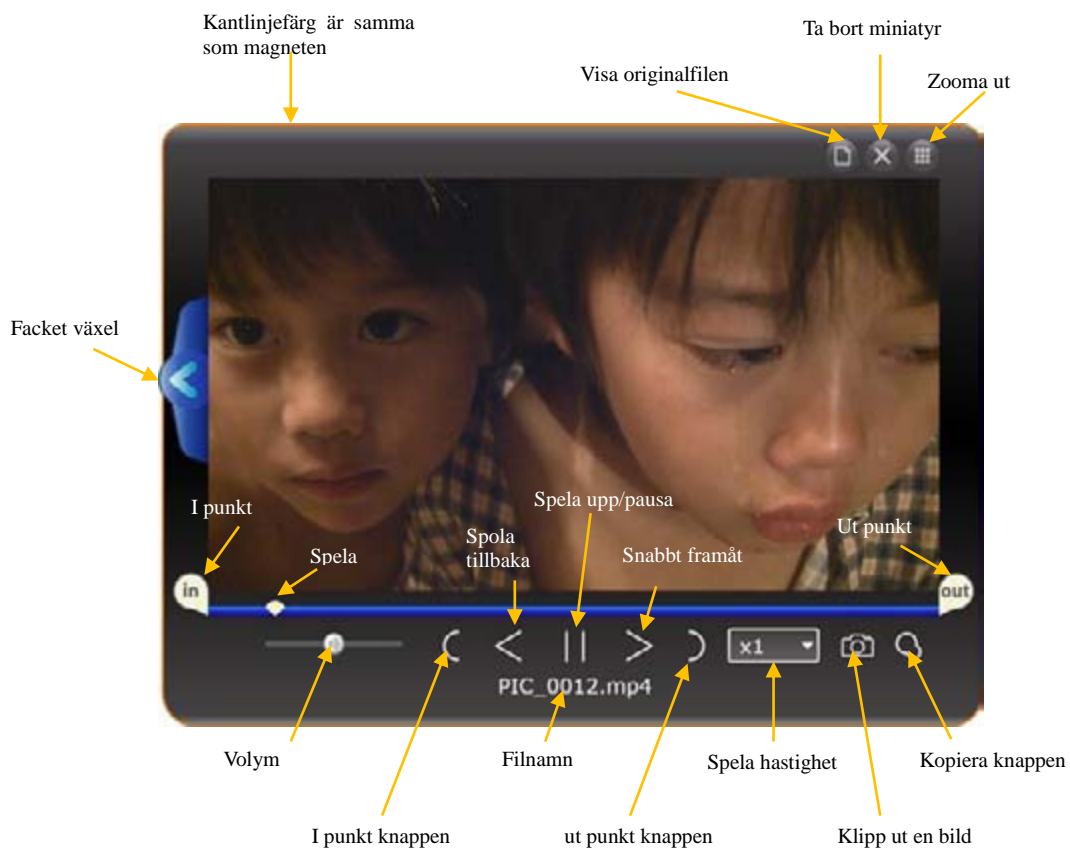 Kantlinjefärg är samma
som magneten
Ta bort miniatyr
Visa originalfilen
Zooma ut
Facket växel
I punkt
Spela upp/pausa
Ut punkt
Spola
tillbaka
Snabbt framåt
Spela
in
out
x1
PIC_0012.mp4
Volym
Filnamn
Spela hastighet
Kopiera knappen
I punkt knappen
ut punkt knappen
Klipp ut en bild